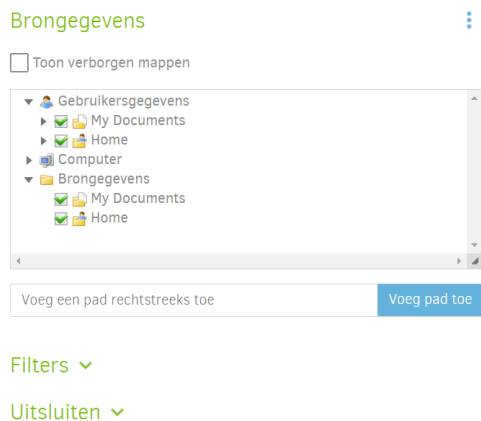 Brongegevens
Toon verborgen mappen
Gebruikersgegevens
My Documents
Home
Computer
Brongegevens
My Documents
Home
Voeg een pad rechtstreeks toe
Voeg pad toe
Filters
Uitsluiten